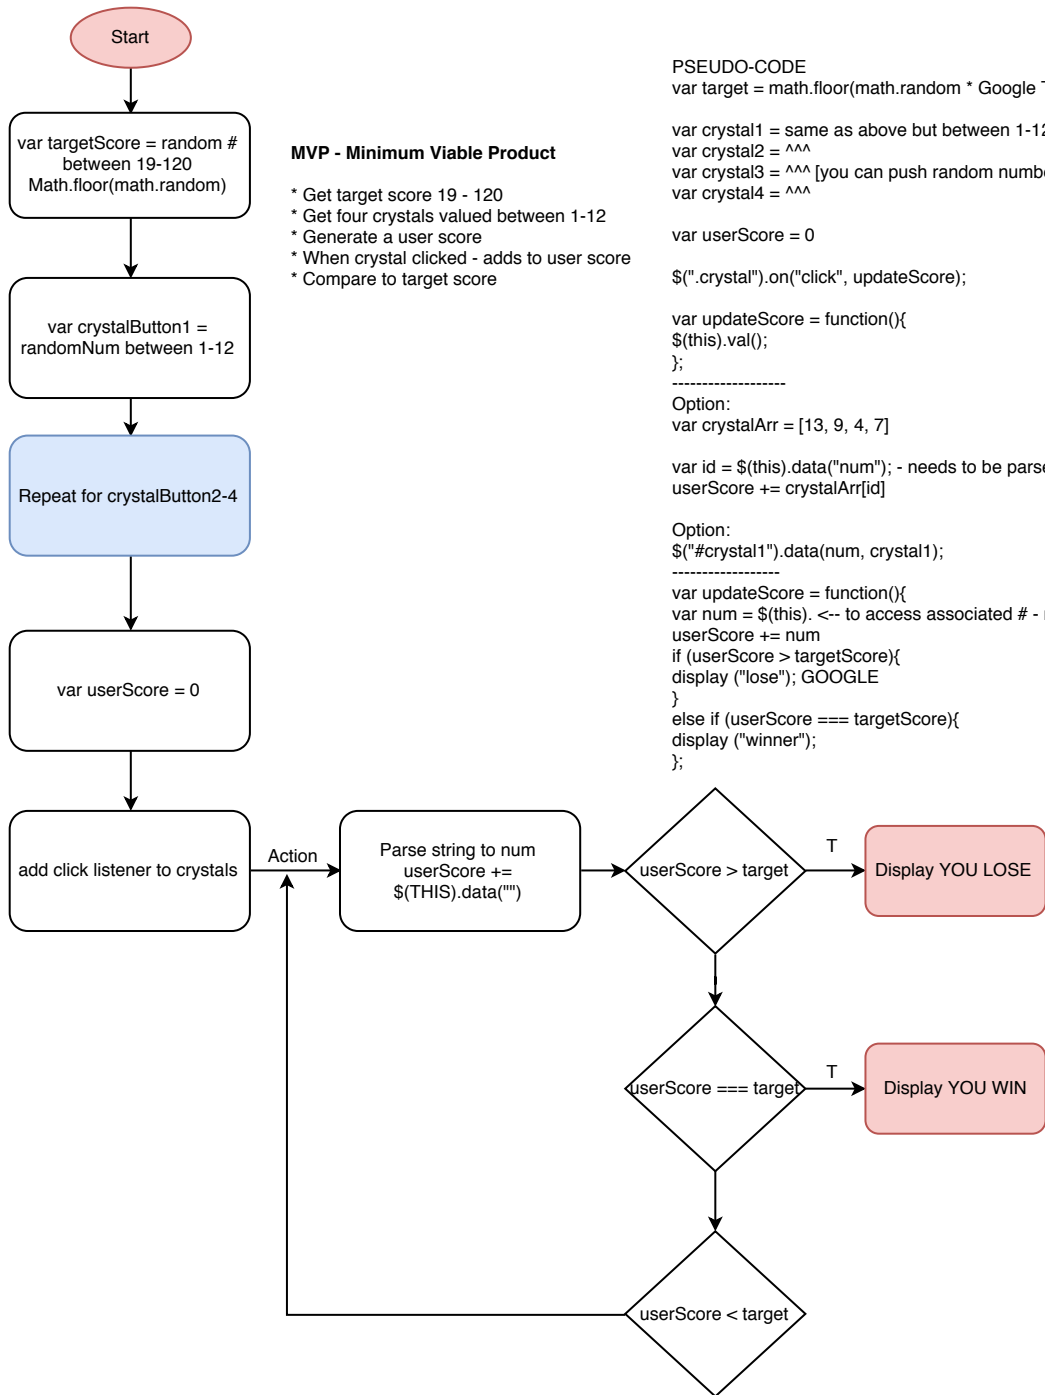 Start
var targetScore = random #
between 19-120
Math.floor(math.random)
var crystalButton1 =
randomNum between 1-12
Repeat for crystalButton2-4
var userScore = 0
add click listener to crystals
MVP - Minimum Viable Product
* Get target score 19 - 120
* Get four crystals valued between 1-12
* Generate a user score
* When crystal clicked - adds to user score
* Compare to target score
PSEUDO-CODE
var target = math.floor(math.random * Google
var crystal1 = same as above but between 1-12
var crystal2 = ^^^
var crystal3 = ^^^ [you can push random
var crystal4 = ^^^
var userScore = 0
$(".crystal").on("click", updateScore);
var updateScore = function(){
$(this).val();
};
-------------------
Option:
var crystalArr = [13, 9, 4, 7]
var id = $(this).data("num"); - needs to be
userScore += crystalArr[id]
Option:
$("#crystal1").data(num, crystal1);
------------------
var updateScore = function(){
var num = $(this). <-- to access associated # -
userScore += num
if (userScore > targetScore){
display ("lose"); GOOGLE
}
else if (userScore === targetScore){
display ("winner");
};
Action
Parse string to num
userScore +=
$(THIS).data("")
userScore > target
T
Display YOU LOSE
userScore === target
T
Display YOU WIN
userScore < target